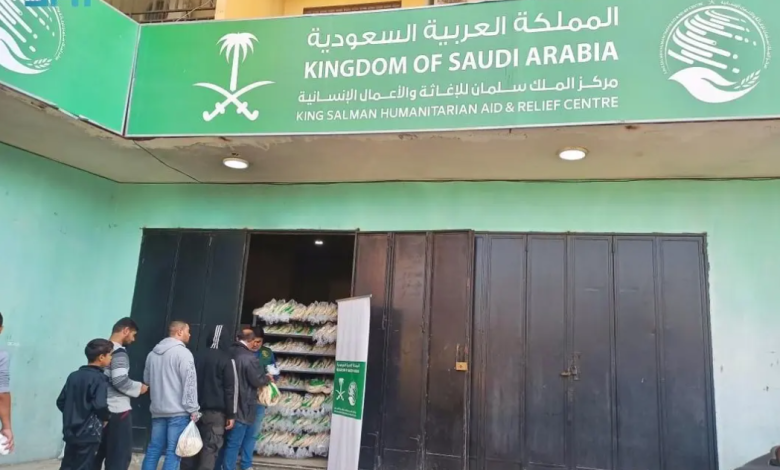 المملكة العربية السعودية
KINGDOM OF SAUDI ARABIA
مركز الملك سلمان للإغاثة والأعمال الإنسانية
KING SALMAN HUMANITARIAN AID & RELIEF CENTRE